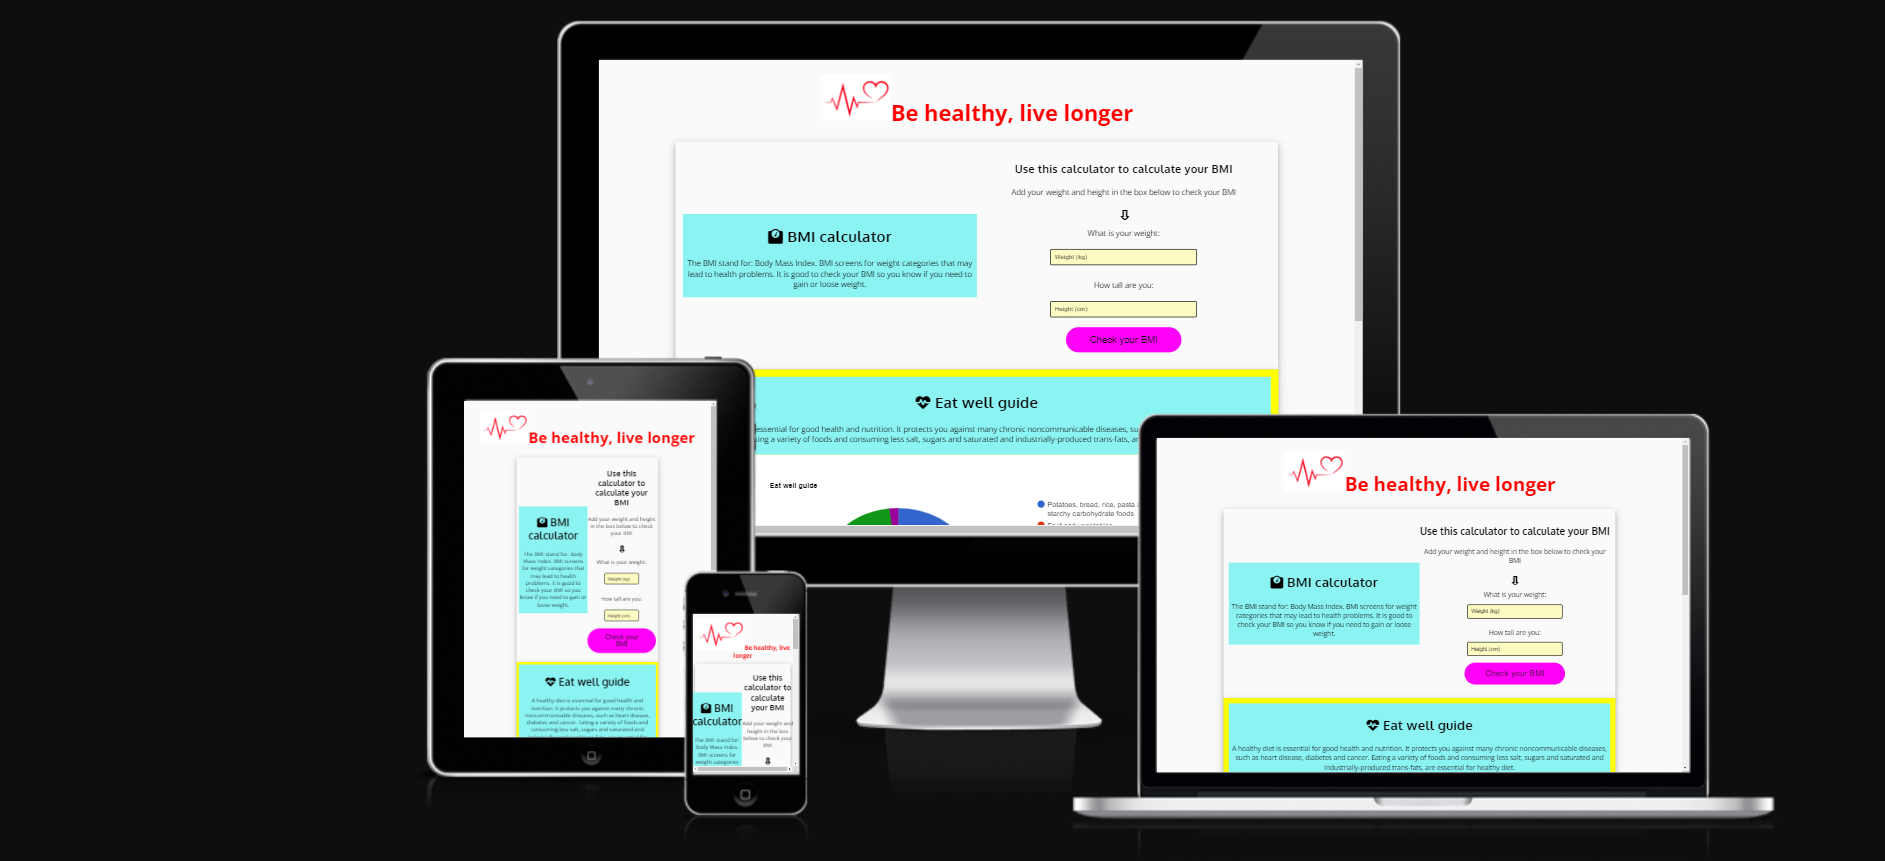 Be healthy, live longer
Use this calculator to calculate your BMI
Add your weight and height in the box below to check your BMI
What is your weight:
Weight (kg)
How tall are you:
Height (cm)
Check your BMI
BMI calculator
The BMI stand for: Body Mass Index. BMI screens for weight categories that may
lead to health problems. It is good to check your BMI so you know if you need to
gain or loose weight.
Eat well guide
essential for good health and nutrition. It protects you against many chronic noncommunicable diseases, su
ing a variety of foods and consuming less salt, sugars and saturated and industrially-produced trans-fats, ar
Eat well guide
Potatoes, bread, rice, pasta
starchy carbohydrate foods
Be healthy, live longer
Use this
calculator to
calculate your
BMI
Add your weight and height
in the box below to check
your BMI
What is your weight:
Weight (kg)
How tall are you:
Height (cm)
Check your
BMI
BMI
calculator
The BMI stand for: Body
Mass Index. BMI screens
for weight categories that
may lead to health
problems. It is good to
check your BMI so you
know if you need to gain or
loose weight.
Eat well guide
A healthy diet is essential for good health and
nutrition. It protects you against many chronic
noncommunicable diseases, such as heart disease,
diabetes and cancer. Eating a variety of foods and
consuming less salt, sugars and saturated and
Be healthy, live
longer
Use this
calculator to
calculate
your BMI
Add your weight and
height in the box
below to check your
BMI
BMI
calculator
The BMI stand for:
Body Mass Index.
BMI screens for
weight categories
Be healthy, live longer
Use this calculator to calculate your BMI
Add your weight and height in the box below to check your
BMI
What is your weight:
Weight (kg)
How tall are you:
Height (cm)
Check your BMI
BMI calculator
The BMI stand for: Body Mass Index. BMI screens for weight
categories that may lead to health problems. It is good to
check your BMI so you know if you need to gain or loose
weight.
Eat well guide
A healthy diet is essential for good health and nutrition. It protects you against many chronic noncommunicable diseases,
such as heart disease, diabetes and cancer. Eating a variety of foods and consuming less salt, sugars and saturated and
industrially-produced trans-fats, are essential for healthy diet.